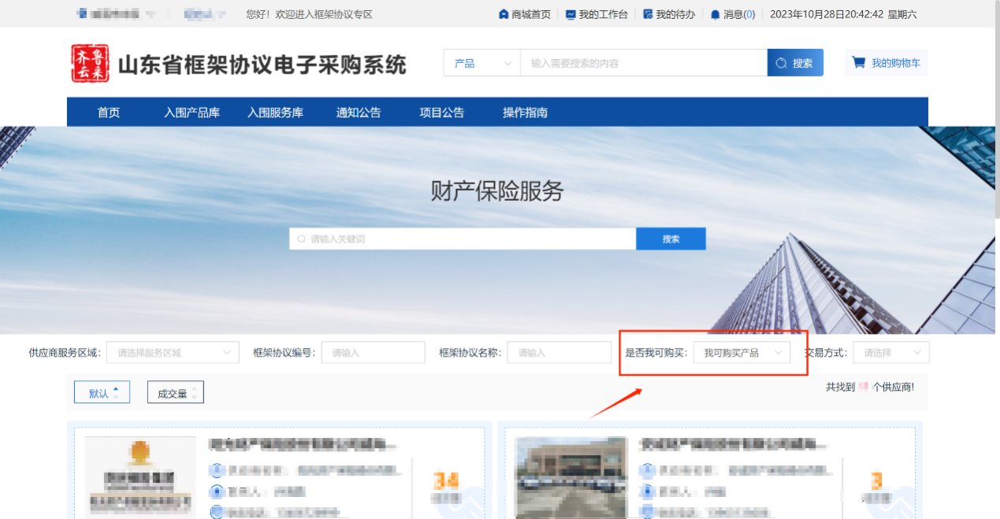 您好！欢迎进入框架协议专区 商城首页 我的工作台 我的待办 消息(0) 2023年10月28日20:42:42 星期六
齐鲁云采 山东省框架协议电子采购系统 产品 输入需要搜索的内容 搜索 我的购物车
首页 入围产品库 入围服务库 通知公告 项目公告 操作指南
财产保险服务
请输入关键词 搜索
供应商服务区域： 请选择服务区域 框架协议编号： 请输入 框架协议名称： 请输入 是否我可购买： 我可购买产品 交易方式： 请选择
默认 成交量 共找到 个供应商!
34 3